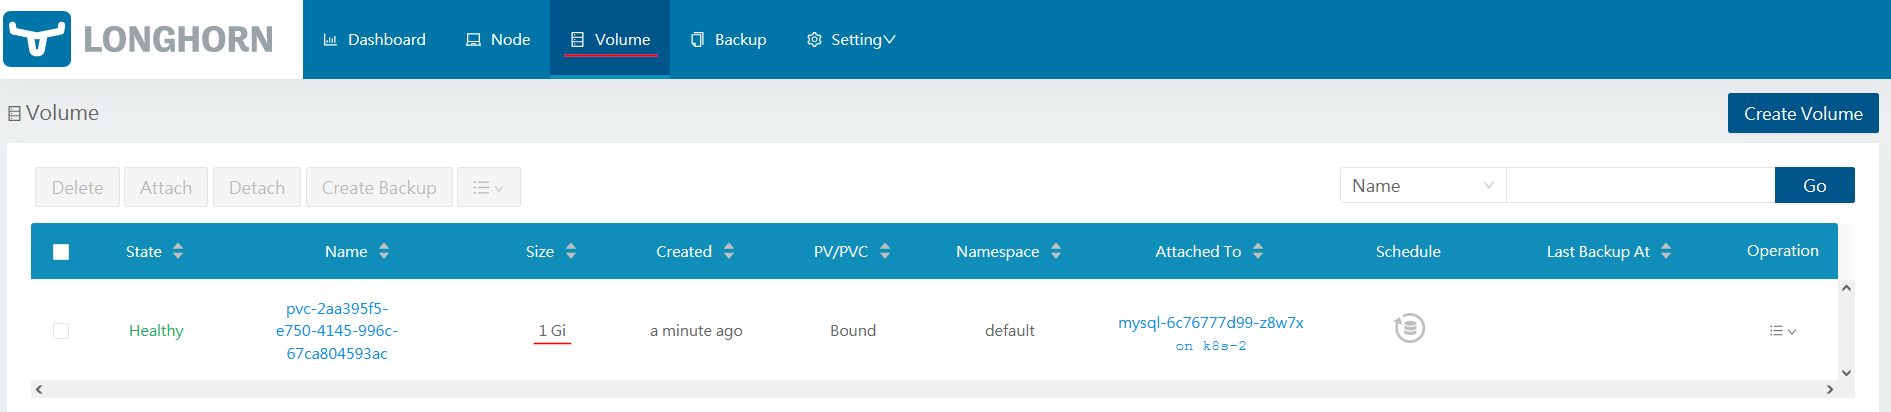 LONGHORN
Dashboard Node Volume Backup Setting
Volume
Create Volume
Delete Attach Detach Create Backup
Name Go
State Name Size Created PV/PVC Namespace Attached To Schedule Last Backup At Operation
pvc-2aa395f5-
e750-4145-996c-
67ca804593ac
Healthy 1 Gi a minute ago Bound default
mysql-6c76777d99-z8w7x
on k8s-2